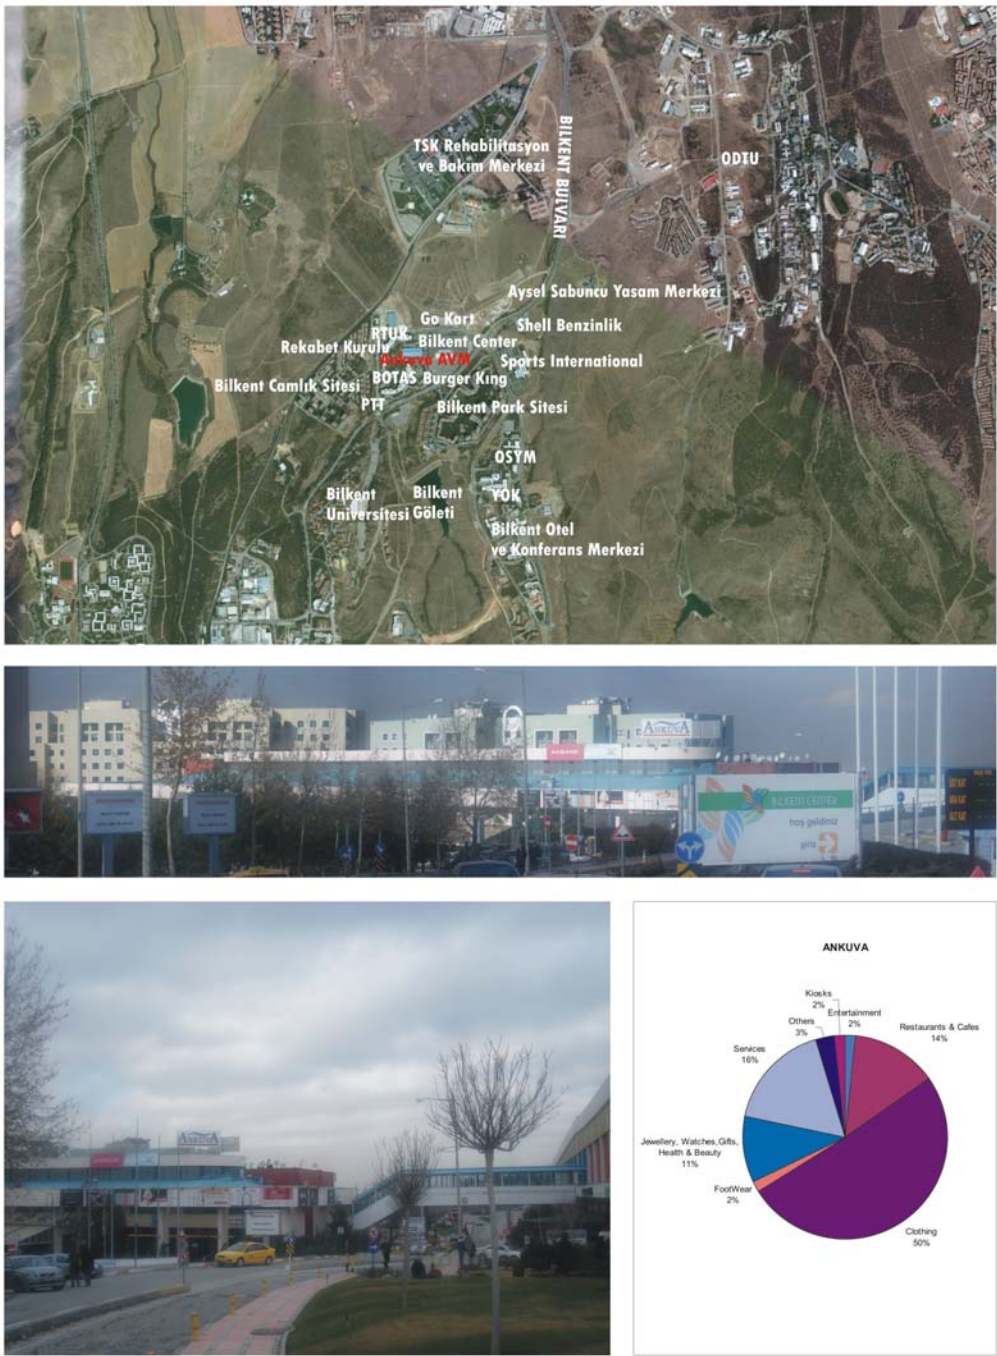 TSK Rehabilitasyon
ve Bakım Merkezi
BILKENT BULVARI
ODTU
Aysel Sabuncu Yasam Merkezi
Go Kart
Shell Benzinlik
RTUK
Bilkent Center
Rekabet Kurulu
Ankuva AVM
Sports International
BOTAS Burger King
Bilkent Camlık Sitesi
PTT
Bilkent Park Sitesi
OSYM
Bilkent
Universitesi
Bilkent
Göleti
YOK
Bilkent Otel
ve Konferans Merkezi
ANKUVA
BILKENT CENTER
hoş geldiniz
giriş
ANKUVA
ANKUVA
Kiosks
2%
Entertainment
2%
Others
3%
Restaurants & Cafes
14%
Services
16%
Jewellery, Watches,Gifts,
Health & Beauty
11%
FootWear
2%
Clothing
50%